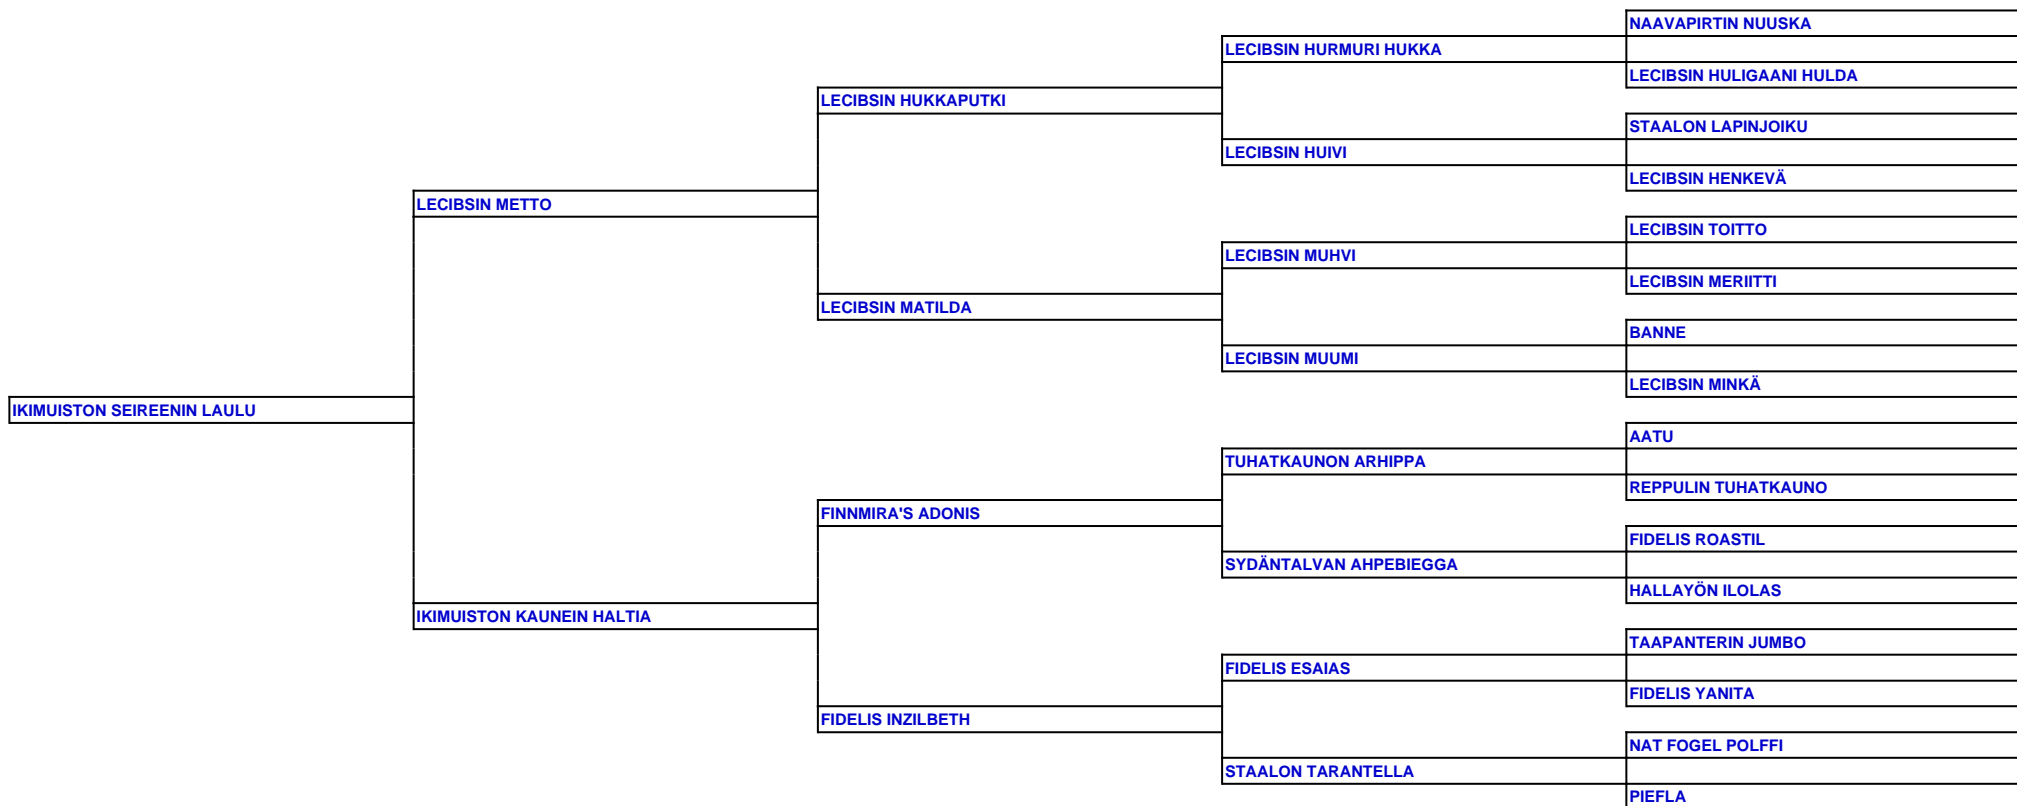 NAAVAPIRTIN NUUSKA
LECIBSIN HURMURI HUKKA
LECIBSIN HULIGAANI HULDA
LECIBSIN HUKKAPUTKI
STAALON LAPINJOIKU
LECIBSIN HUIVI
LECIBSIN HENKEVÄ
LECIBSIN METTO
LECIBSIN TOITTO
LECIBSIN MUHVI
LECIBSIN MERIITTI
LECIBSIN MATILDA
BANNE
LECIBSIN MUUMI
LECIBSIN MINKÄ
IKIMUISTON SEIREENIN LAULU
AATU
TUHATKAUNON ARHIPPA
REPPULIN TUHATKAUNO
FINNMIRA'S ADONIS
FIDELIS ROASTIL
SYDÄNTALVAN AHPEBIEGGA
HALLAYÖN ILOLAS
IKIMUISTON KAUNEIN HALTIA
TAAPANTERIN JUMBO
FIDELIS ESAIAS
FIDELIS YANITA
FIDELIS INZILBETH
NAT FOGEL POLFFI
STAALON TARANTELLA
PIEFLA